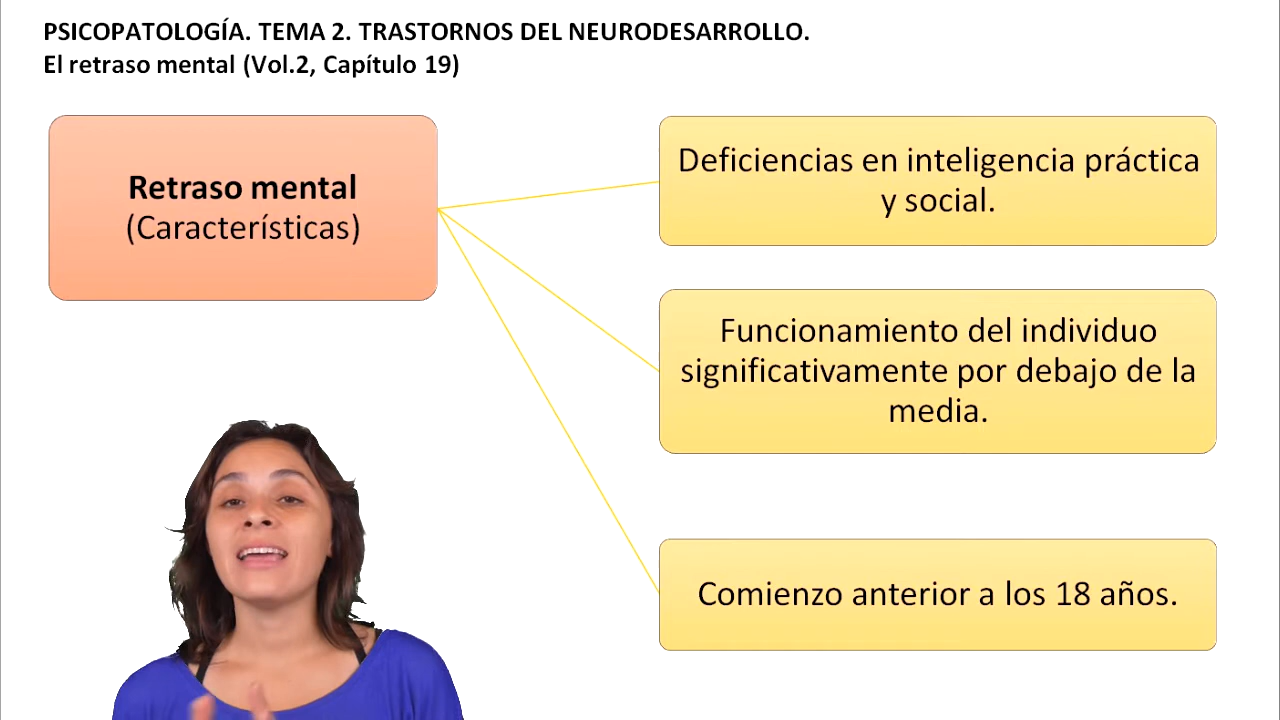 PSICOPATOLOGÍA. TEMA 2. TRASTORNOS DEL NEURODESARROLLO.
El retraso mental (Vol.2, Capítulo 19)
Retraso mental
(Características)
Deficiencias en inteligencia práctica
y social.
Funcionamiento del individuo
significativamente por debajo de la
media.
Comienzo anterior a los 18 años.